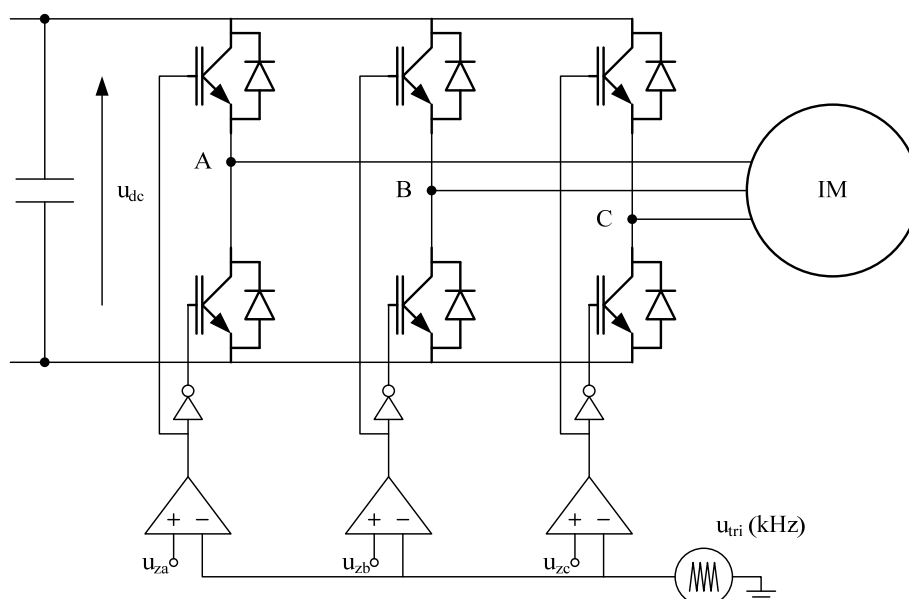 A
u_dc
B
IM
C
+ − + − + −
u_tri (kHz)
u_za u_zb u_zc